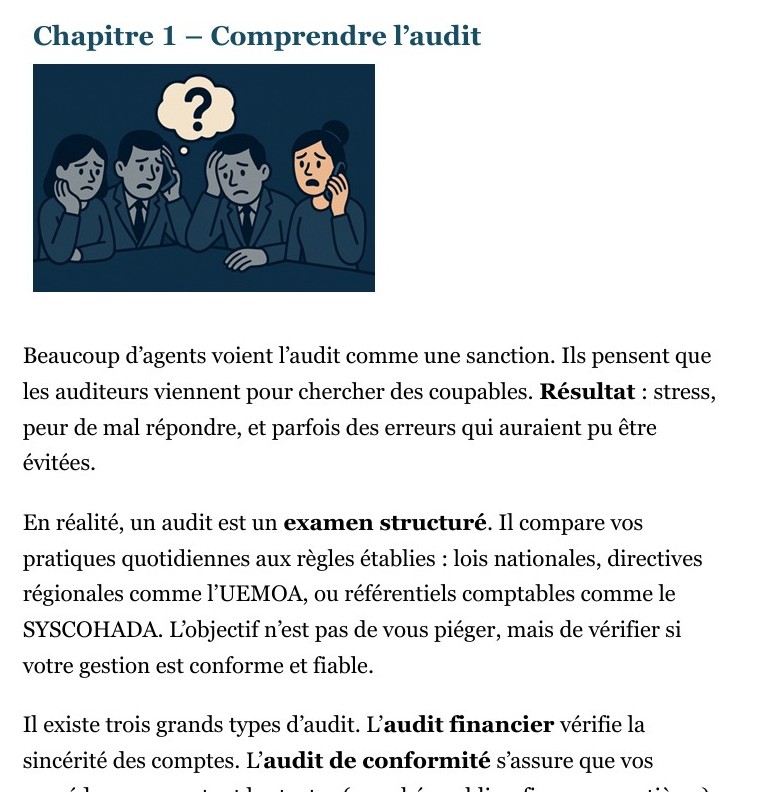 Chapitre 1 – Comprendre l’audit
?
Beaucoup d’agents voient l’audit comme une sanction. Ils pensent que
les auditeurs viennent pour chercher des coupables. Résultat : stress,
peur de mal répondre, et parfois des erreurs qui auraient pu être
évitées.
En réalité, un audit est un examen structuré. Il compare vos
pratiques quotidiennes aux règles établies : lois nationales, directives
régionales comme l’UEMOA, ou référentiels comptables comme le
SYSCOHADA. L’objectif n’est pas de vous piéger, mais de vérifier si
votre gestion est conforme et fiable.
Il existe trois grands types d’audit. L’audit financier vérifie la
sincérité des comptes. L’audit de conformité s’assure que vos